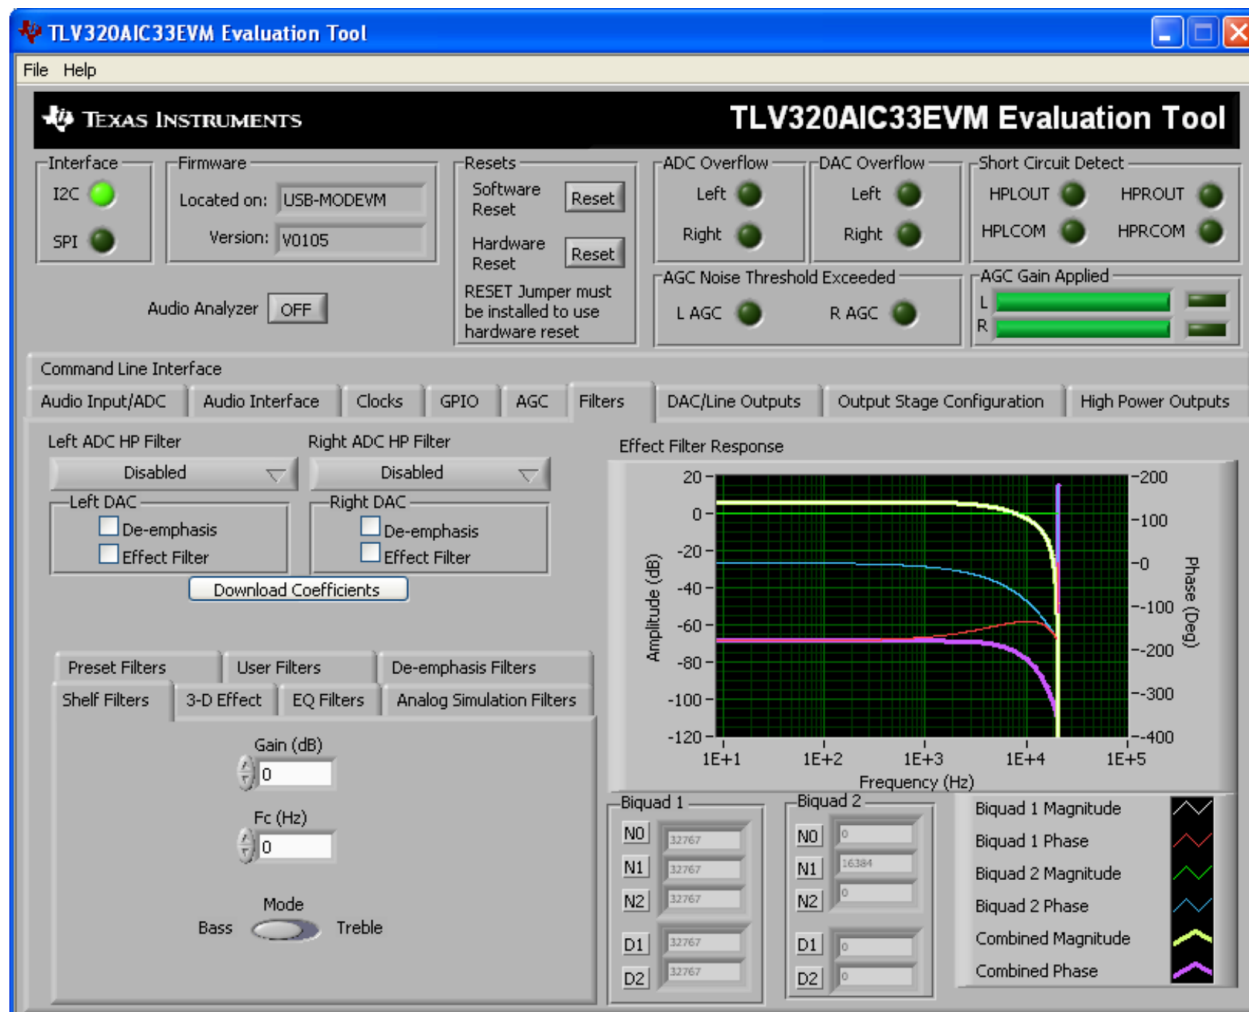 TLV320AIC33EVM Evaluation Tool
File Help
TEXAS INSTRUMENTS
TLV320AIC33EVM Evaluation Tool
Interface
I2C
SPI
Firmware
Located on: USB-MODEVM
Version: V0105
Audio Analyzer OFF
Resets
Software Reset Reset
Hardware Reset Reset
RESET Jumper must
be installed to use
hardware reset
ADC Overflow
Left
Right
DAC Overflow
Left
Right
Short Circuit Detect
HPLOUT HPROUT
HPLCOM HPRCOM
AGC Noise Threshold Exceeded
L AGC R AGC
AGC Gain Applied
L
R
Command Line Interface
Audio Input/ADC Audio Interface Clocks GPIO AGC Filters DAC/Line Outputs Output Stage Configuration High Power Outputs
Left ADC HP Filter Right ADC HP Filter
Disabled Disabled
Left DAC
De-emphasis
Effect Filter
Right DAC
De-emphasis
Effect Filter
Download Coefficients
Preset Filters User Filters De-emphasis Filters
Shelf Filters 3-D Effect EQ Filters Analog Simulation Filters
Gain (dB)
0
Fc (Hz)
0
Mode
Bass Treble
Effect Filter Response
Amplitude (dB)
20
0
-20
-40
-60
-80
-100
-120
200
100
0
-100
-200
-300
-400
Phase (Deg)
1E+1 1E+2 1E+3 1E+4 1E+5
Frequency (Hz)
Biquad 1
N0 32767
N1 32767
N2 32767
D1 32767
D2 32767
Biquad 2
N0 0
N1 16384
N2 0
D1 0
D2 0
Biquad 1 Magnitude
Biquad 1 Phase
Biquad 2 Magnitude
Biquad 2 Phase
Combined Magnitude
Combined Phase